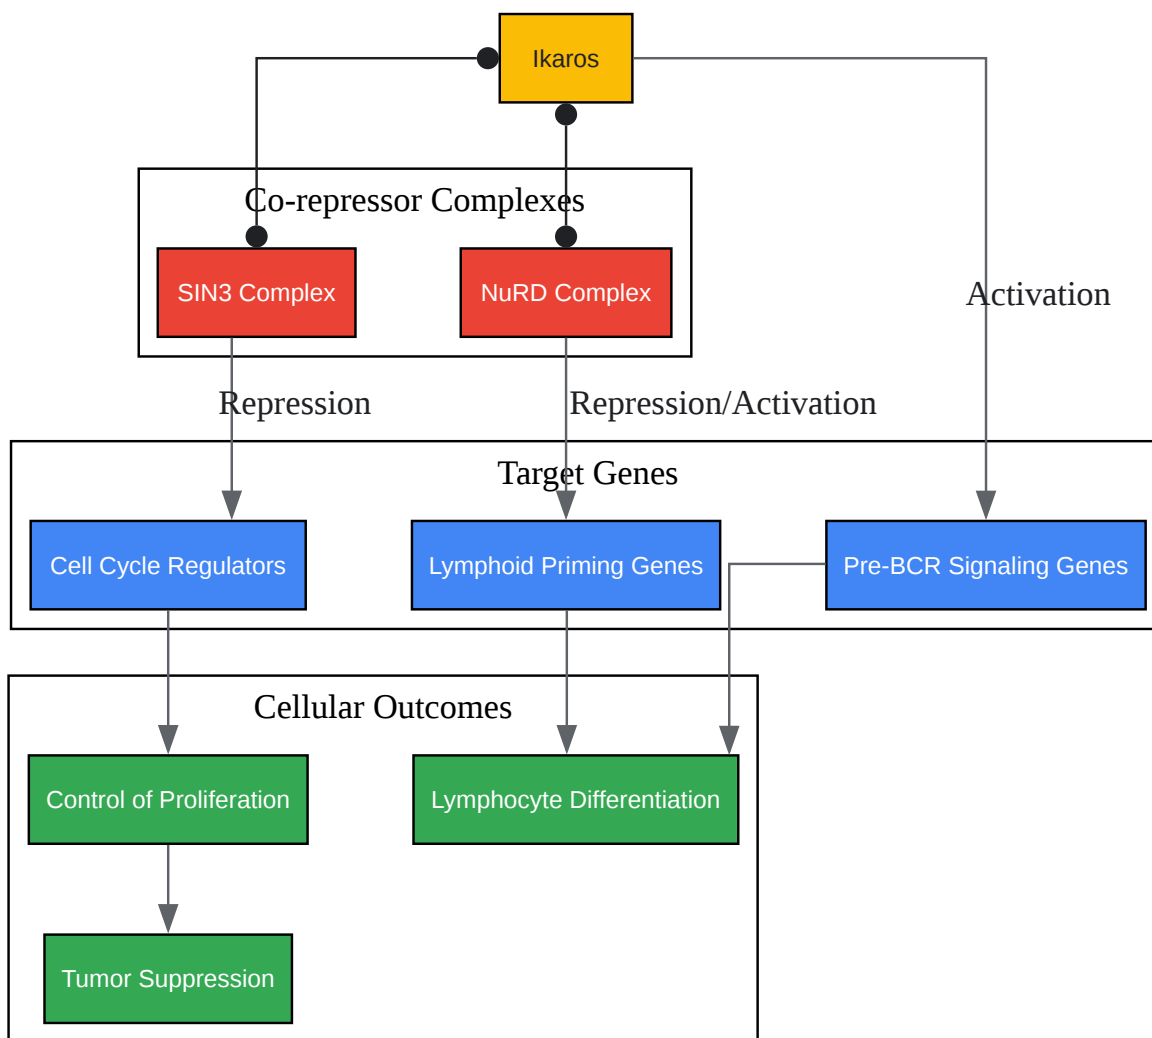 Ikaros
Co-repressor Complexes
SIN3 Complex
NuRD Complex
Activation
Repression
Repression/Activation
Target Genes
Cell Cycle Regulators
Lymphoid Priming Genes
Pre-BCR Signaling Genes
Cellular Outcomes
Control of Proliferation
Lymphocyte Differentiation
Tumor Suppression